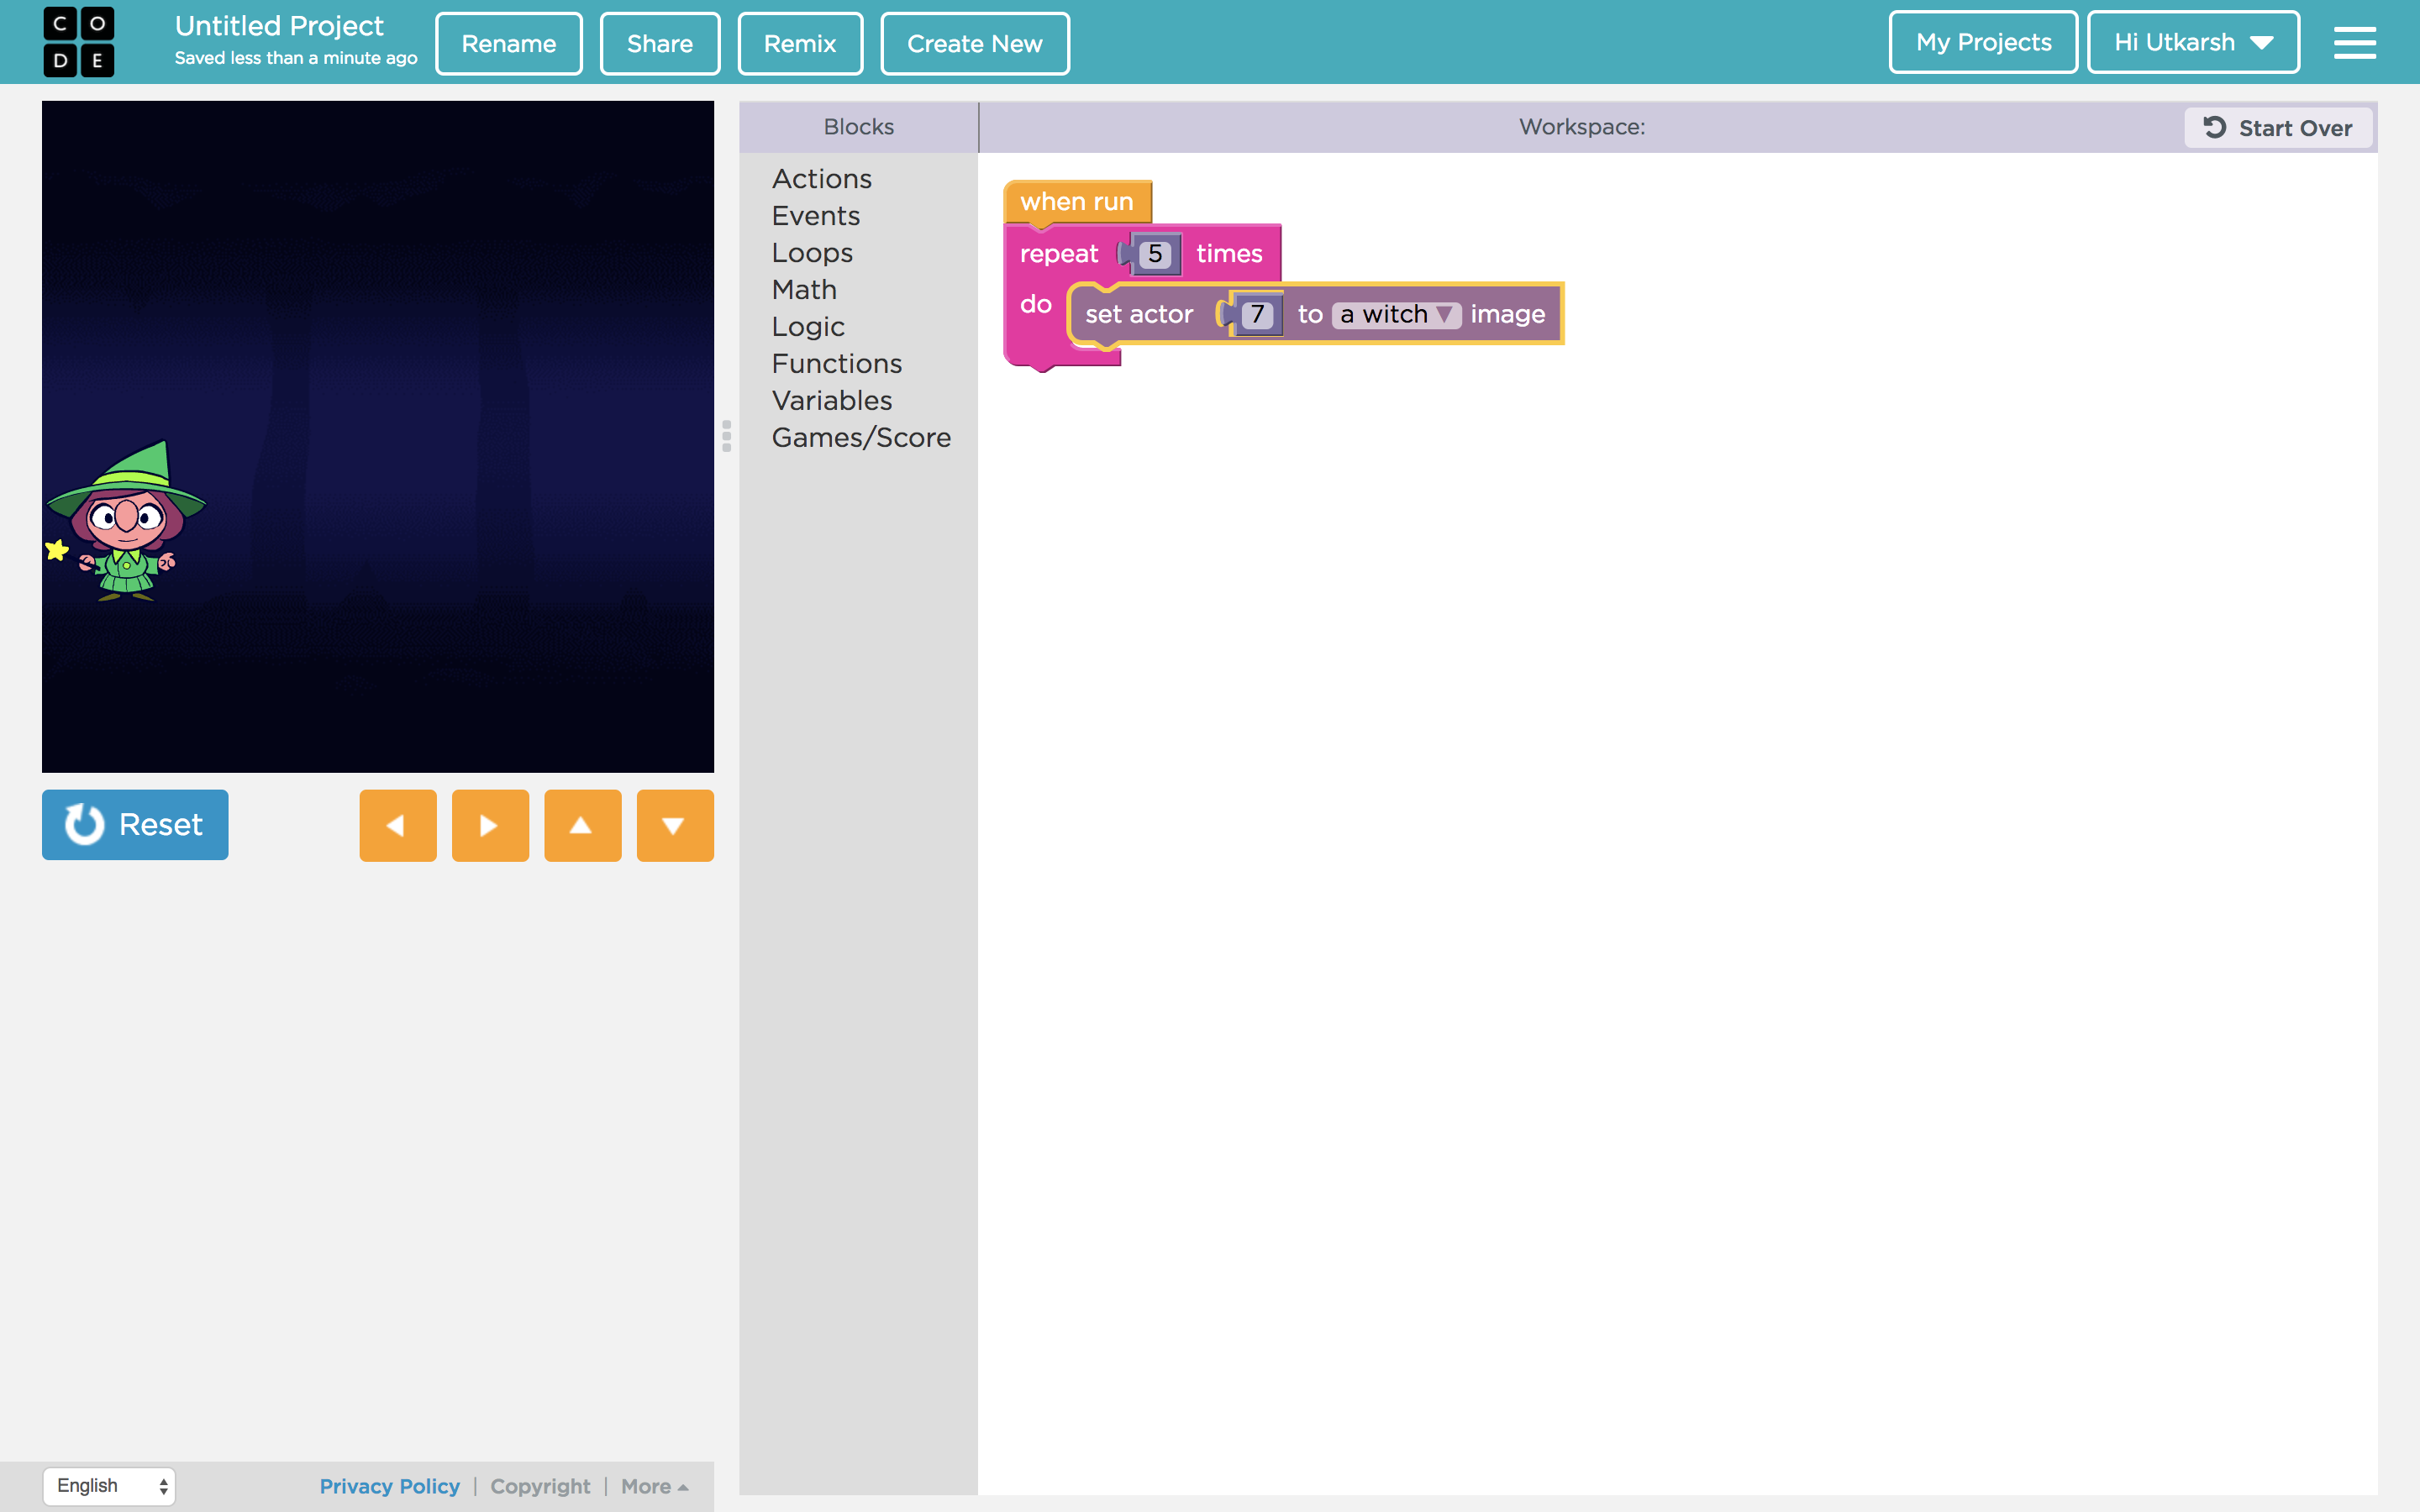 CODE
Untitled Project
Saved less than a minute ago
Rename
Share
Remix
Create New
My Projects
Hi Utkarsh
Blocks
Workspace:
Start Over
Actions
Events
Loops
Math
Logic
Functions
Variables
Games/Score
when run
repeat 5 times
do set actor 7 to a witch image
Reset
English
Privacy Policy | Copyright | More